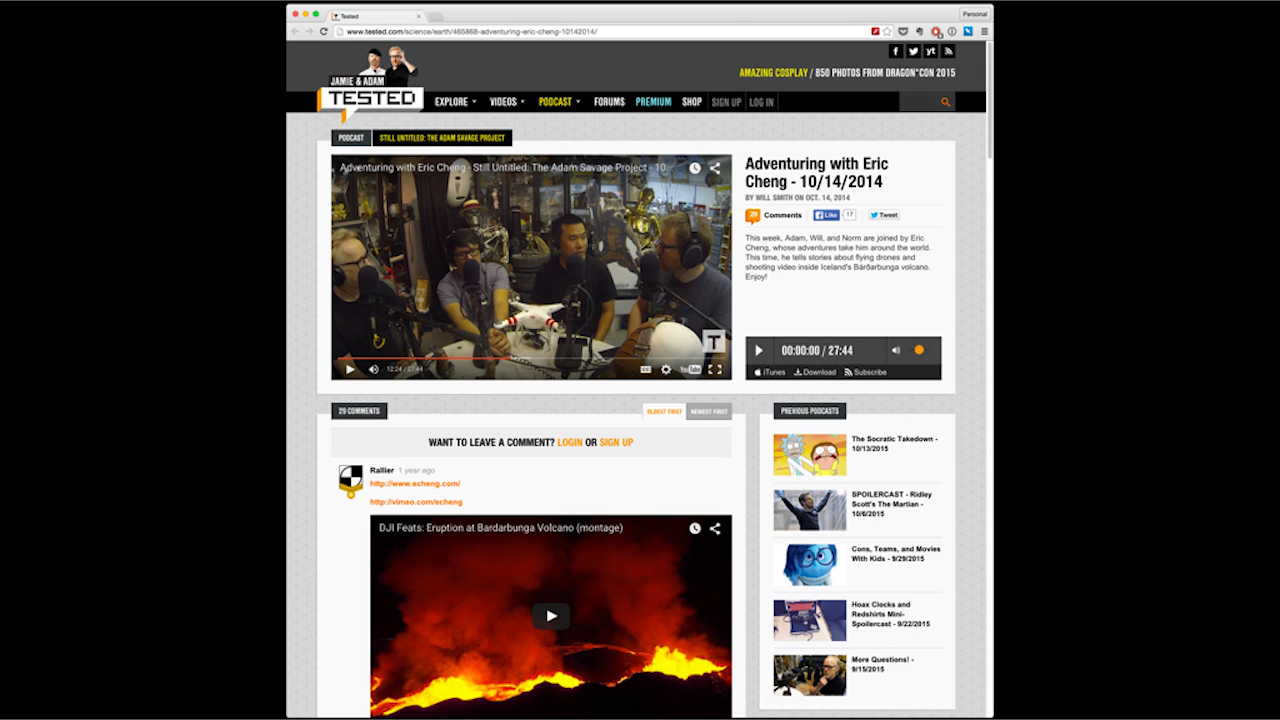 Tested
Personal
www.tested.com/science/earth/465868-adventuring-eric-cheng-10142014/
JAMIE & ADAM
TESTED
AMAZING COSPLAY / 850 PHOTOS FROM DRAGON*CON 2015
EXPLORE VIDEOS PODCAST FORUMS PREMIUM SHOP SIGN UP LOG IN
PODCAST STILL UNTITLED: THE ADAM SAVAGE PROJECT
Adventuring with Eric Cheng - Still Untitled: The Adam Savage Project - 10...
T
12:24 / 27:44
CC
YouTube
Adventuring with Eric
Cheng - 10/14/2014
BY WILL SMITH ON OCT. 14, 2014
29 Comments Like 17 Tweet
This week, Adam, Will, and Norm are joined by Eric
Cheng, whose adventures take him around the world.
This time, he tells stories about flying drones and
shooting video inside Iceland's Bárðarbunga volcano.
Enjoy!
00:00:00 / 27:44
iTunes Download Subscribe
29 COMMENTS
OLDEST FIRST NEWEST FIRST
WANT TO LEAVE A COMMENT? LOGIN OR SIGN UP
Rallier 1 year ago
http://www.echeng.com/
http://vimeo.com/echeng
DJI Feats: Eruption at Bardarbunga Volcano (montage)
PREVIOUS PODCASTS
The Socratic Takedown -
10/13/2015
SPOILERCAST - Ridley
Scott's The Martian -
10/6/2015
Cons, Teams, and Movies
With Kids - 9/29/2015
Hoax Clocks and
Redshirts Mini-
Spoilercast - 9/22/2015
More Questions! -
9/15/2015